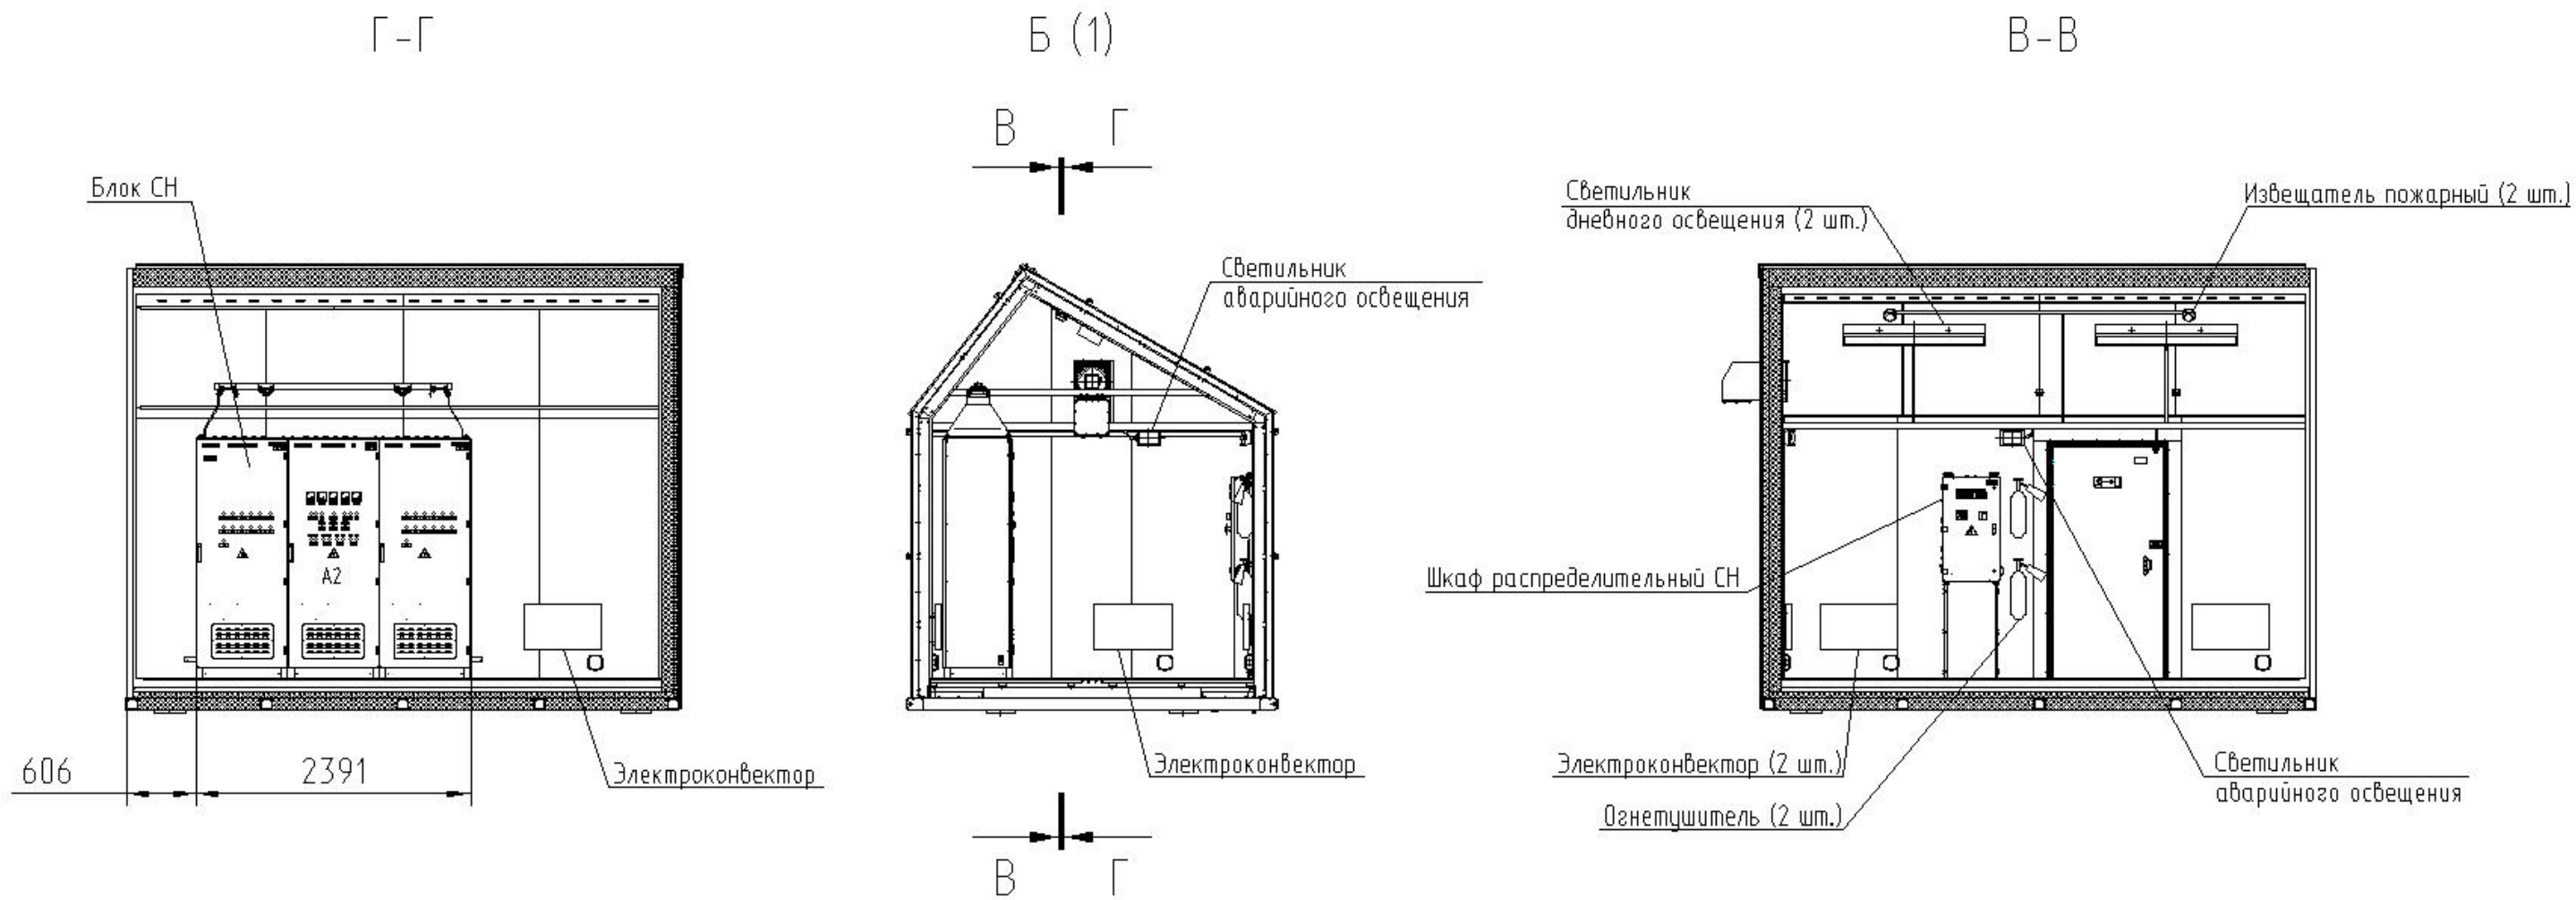 Г-Г
Б (1)
В-В
В
Г
Блок СН
Светильник
дневного освещения (2 шт.)
Извещатель пожарный (2 шт.)
Светильник
аварийного освещения
А2
Шкаф распределительный СН
606
2391
Электроконвектор
Электроконвектор
Электроконвектор (2 шт.)
Огнетушитель (2 шт.)
Светильник
аварийного освещения
В
Г